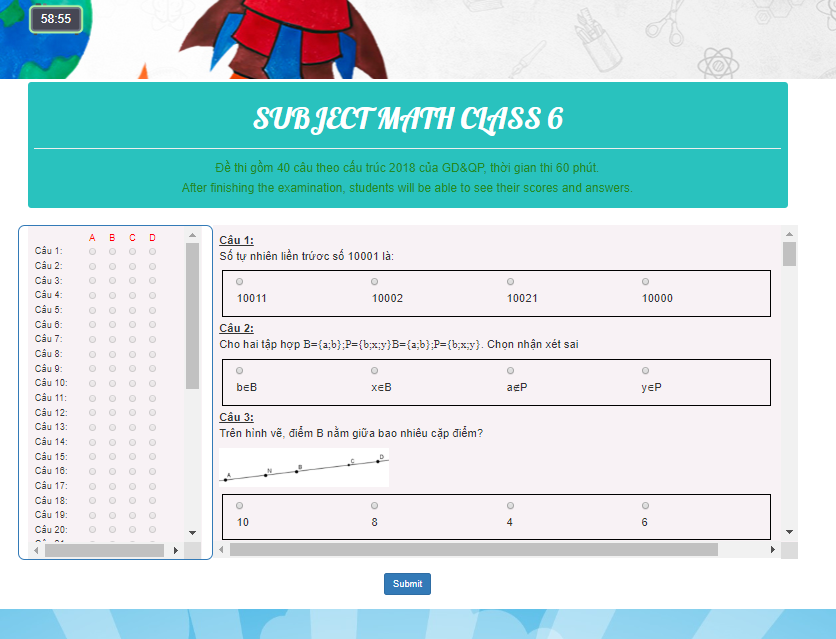 58:55
SUBJECT MATH CLASS 6
Đề thi gồm 40 câu theo cấu trúc 2018 của GD&QP, thời gian thi 60 phút.
After finishing the examination, students will be able to see their scores and answers.
A B C D
Câu 1:
Câu 2:
Câu 3:
Câu 4:
Câu 5:
Câu 6:
Câu 7:
Câu 8:
Câu 9:
Câu 10:
Câu 11:
Câu 12:
Câu 13:
Câu 14:
Câu 15:
Câu 16:
Câu 17:
Câu 18:
Câu 19:
Câu 20:
Câu 1:
Số tự nhiên liền trước số 10001 là:
10011 10002 10021 10000
Câu 2:
Cho hai tập hợp B={a;b};P={b;x;y}B={a;b};P={b;x;y}. Chọn nhận xét sai
b∈B x∈B a∉P y∈P
Câu 3:
Trên hình vẽ, điểm B nằm giữa bao nhiêu cặp điểm?
A N B C D
10 8 4 6
Submit